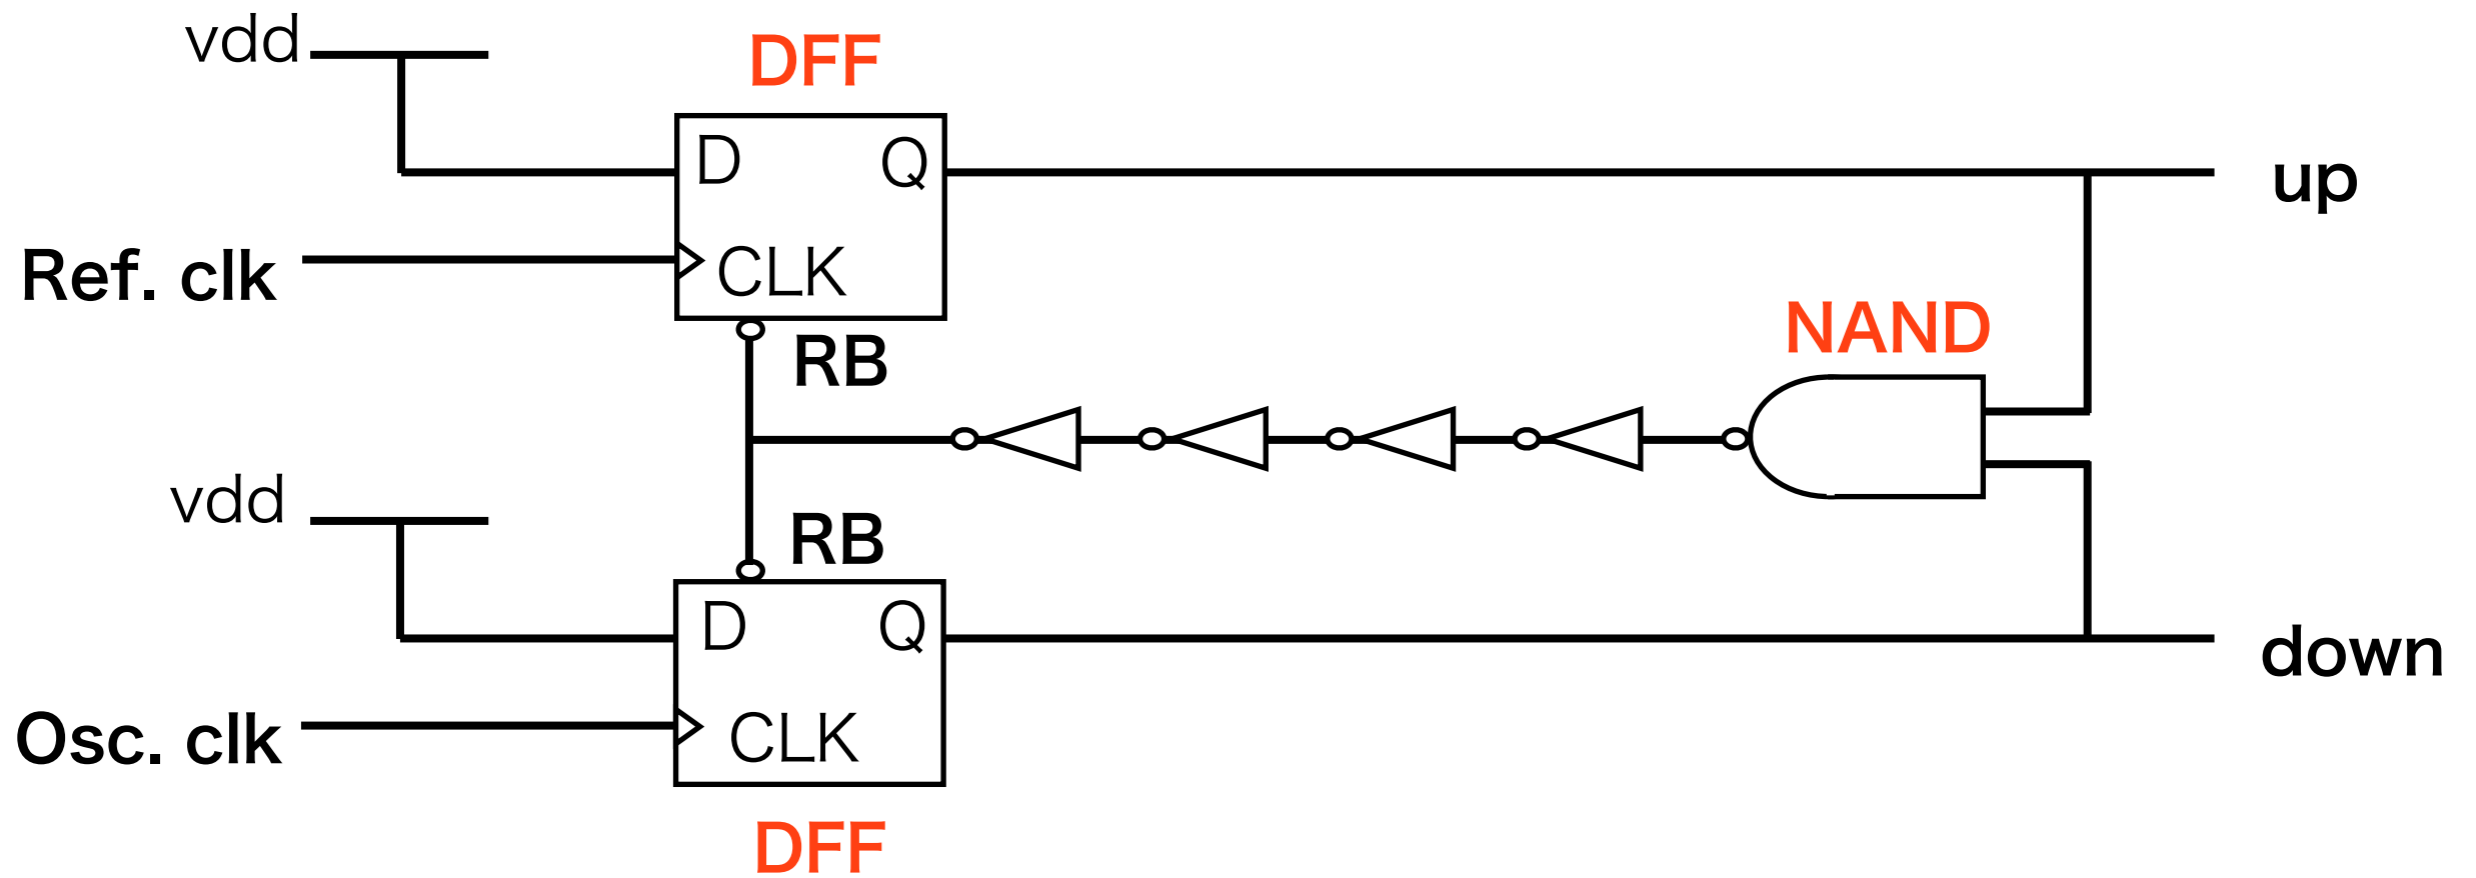 vdd
DFF
D
Q
up
Ref. clk
CLK
NAND
RB
vdd
RB
D
Q
down
Osc. clk
CLK
DFF